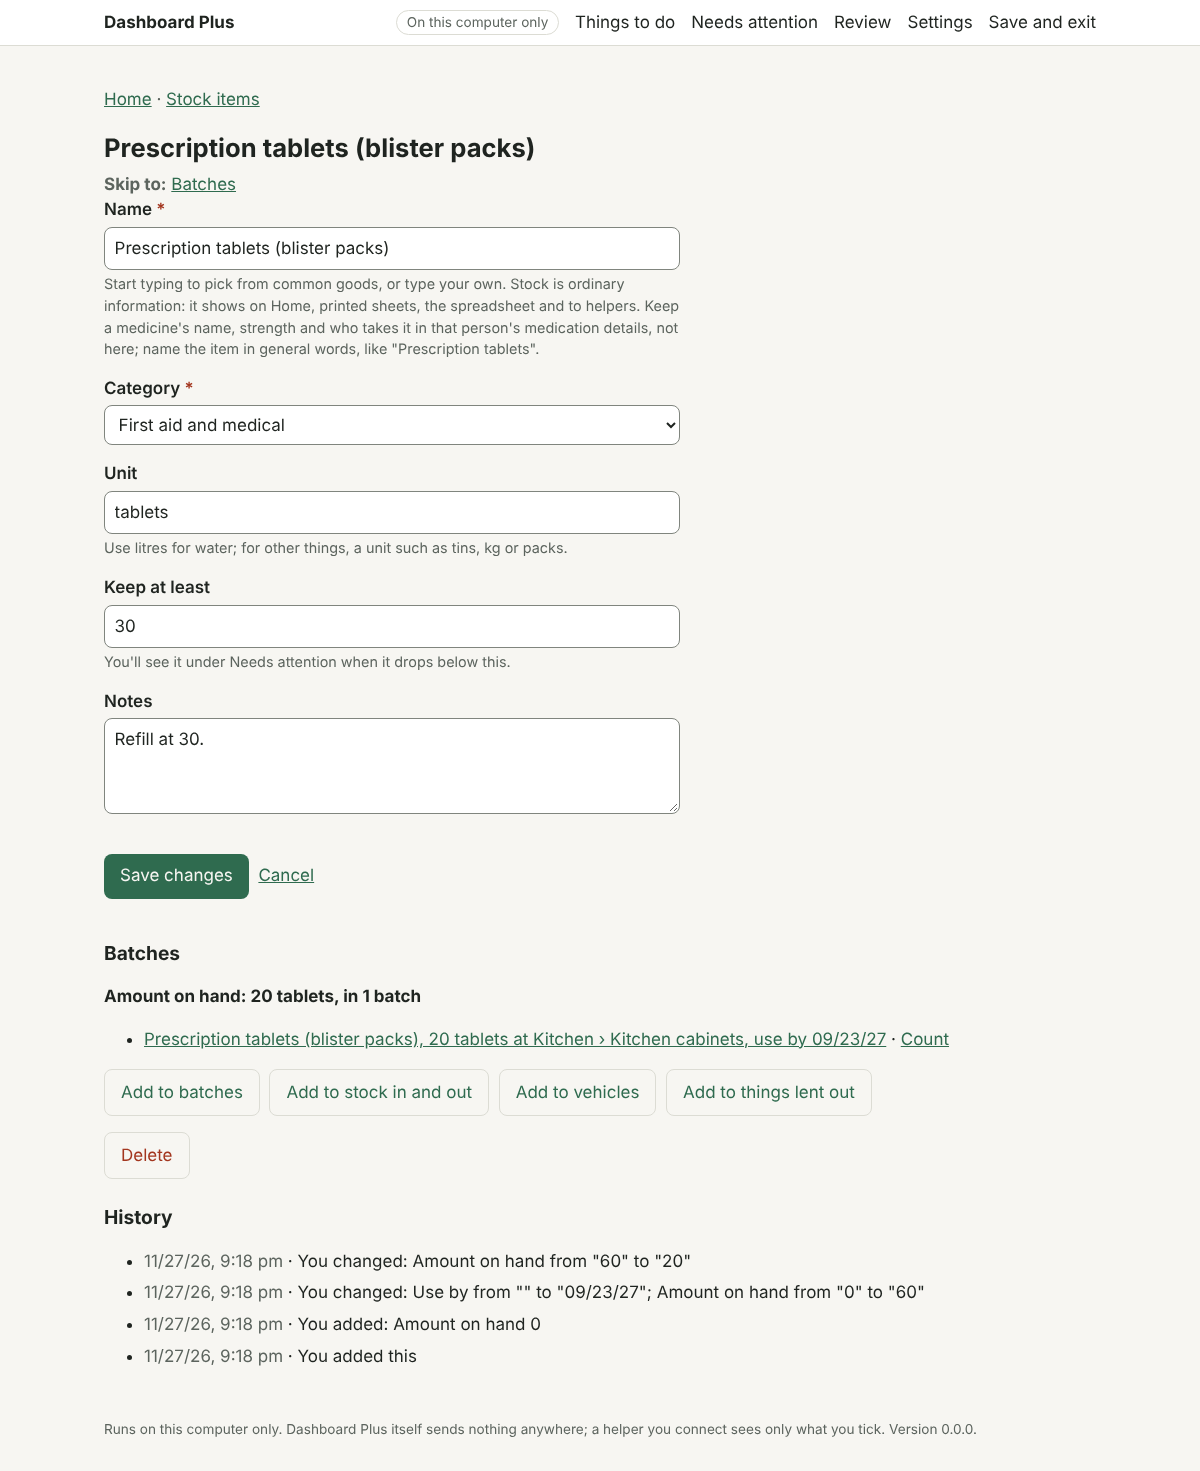 Dashboard Plus
On this computer only Things to do Needs attention Review Settings Save and exit
Home · Stock items
Prescription tablets (blister packs)
Skip to: Batches
Name *
Prescription tablets (blister packs)
Start typing to pick from common goods, or type your own. Stock is ordinary
information: it shows on Home, printed sheets, the spreadsheet and to helpers. Keep
a medicine's name, strength and who takes it in that person's medication details, not
here; name the item in general words, like "Prescription tablets".
Category *
First aid and medical
Unit
tablets
Use litres for water; for other things, a unit such as tins, kg or packs.
Keep at least
30
You'll see it under Needs attention when it drops below this.
Notes
Refill at 30.
Save changes Cancel
Batches
Amount on hand: 20 tablets, in 1 batch
• Prescription tablets (blister packs), 20 tablets at Kitchen › Kitchen cabinets, use by 09/23/27 · Count
Add to batches Add to stock in and out Add to vehicles Add to things lent out
Delete
History
• 11/27/26, 9:18 pm · You changed: Amount on hand from "60" to "20"
• 11/27/26, 9:18 pm · You changed: Use by from "" to "09/23/27"; Amount on hand from "0" to "60"
• 11/27/26, 9:18 pm · You added: Amount on hand 0
• 11/27/26, 9:18 pm · You added this
Runs on this computer only. Dashboard Plus itself sends nothing anywhere; a helper you connect sees only what you tick. Version 0.0.0.